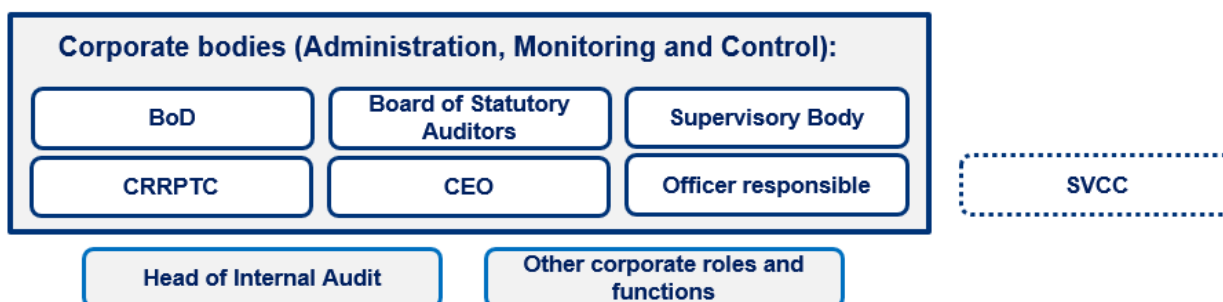 Corporate bodies (Administration, Monitoring and Control):
BoD
Board of Statutory
Auditors
Supervisory Body
CRRPTC
CEO
Officer responsible
SVCC
Head of Internal Audit
Other corporate roles and
functions